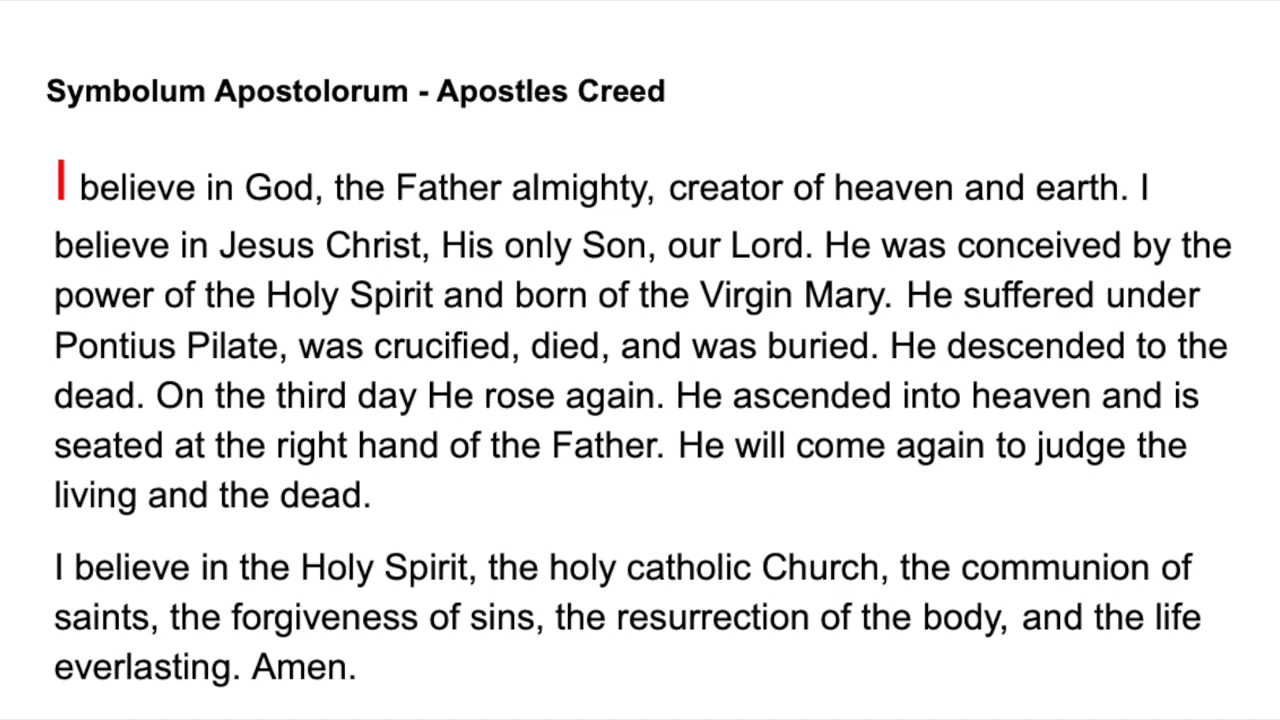 Symbolum Apostolorum - Apostles Creed
I believe in God, the Father almighty, creator of heaven and earth. I
believe in Jesus Christ, His only Son, our Lord. He was conceived by the
power of the Holy Spirit and born of the Virgin Mary. He suffered under
Pontius Pilate, was crucified, died, and was buried. He descended to the
dead. On the third day He rose again. He ascended into heaven and is
seated at the right hand of the Father. He will come again to judge the
living and the dead.
I believe in the Holy Spirit, the holy catholic Church, the communion of
saints, the forgiveness of sins, the resurrection of the body, and the life
everlasting. Amen.